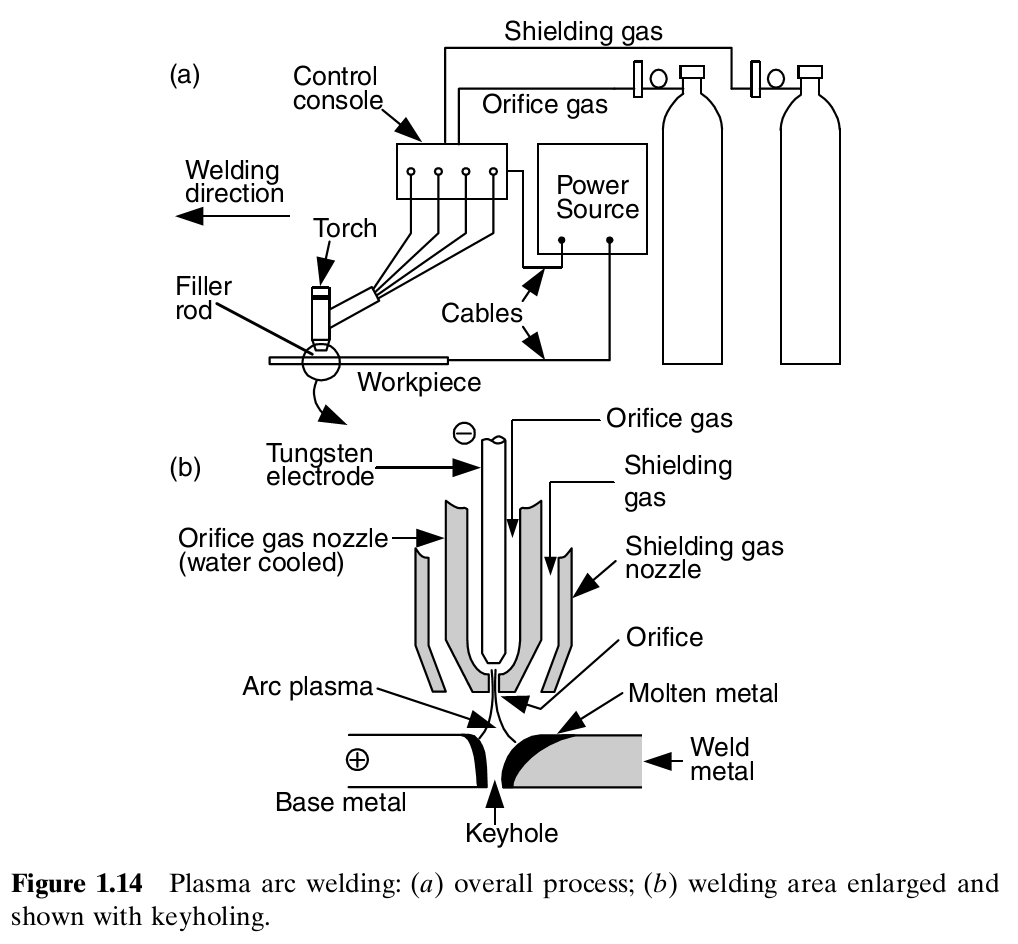 Shielding gas
(a)
Control
console
Orifice gas
Welding
direction
Power
Source
Torch
Filler
rod
Cables
Workpiece
Orifice gas
(b)
Tungsten
electrode
Shielding
gas
Orifice gas nozzle
(water cooled)
Shielding gas
nozzle
Orifice
Arc plasma
Molten metal
Weld
metal
Base metal
Keyhole
Figure 1.14 Plasma arc welding: (a) overall process; (b) welding area enlarged and
shown with keyholing.